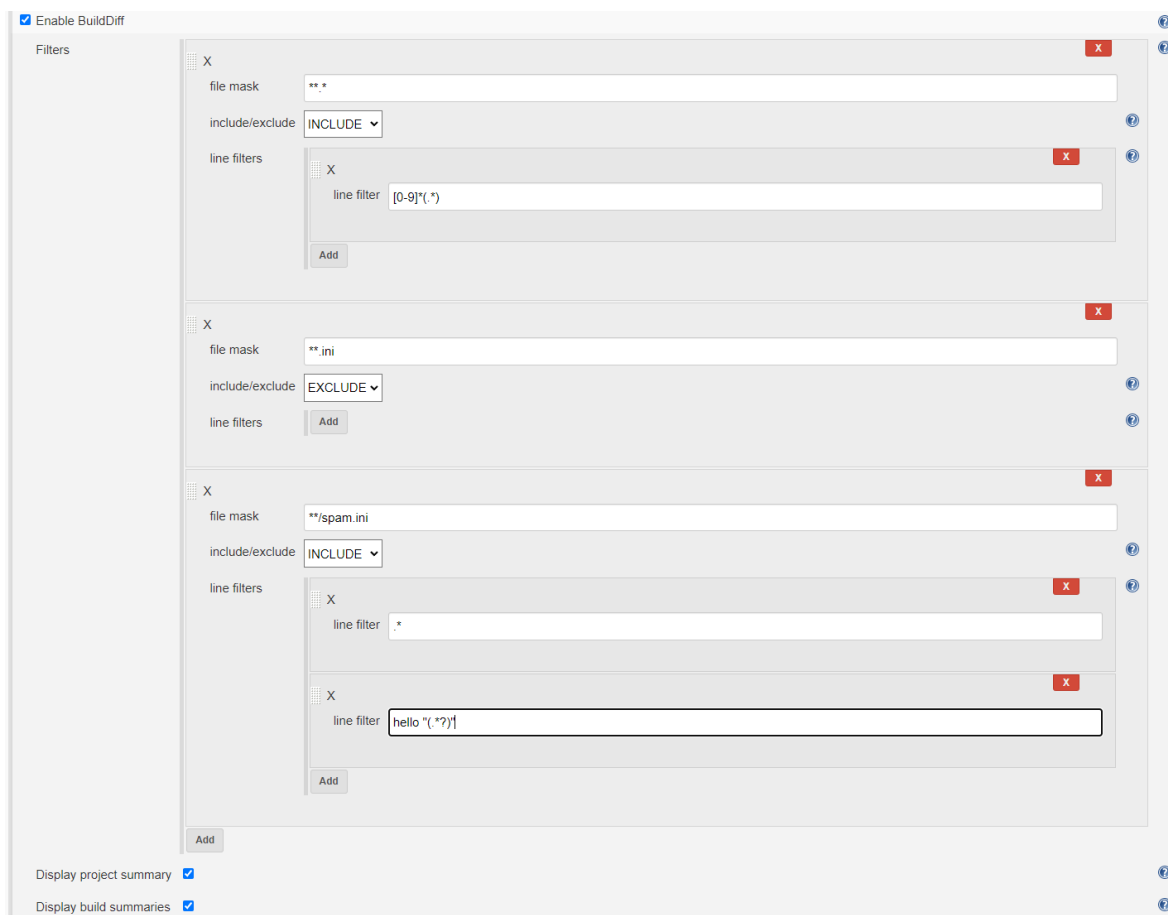 Enable BuildDiff
Filters
X
X
file mask
**.*
include/exclude
INCLUDE
line filters
X
X
line filter
[0-9]*(.*)
Add
X
X
file mask
**.ini
include/exclude
EXCLUDE
line filters
Add
X
X
file mask
**/spam.ini
include/exclude
INCLUDE
line filters
X
X
line filter
.*
X
X
line filter
hello "(.*?)"
Add
Add
Display project summary
Display build summaries